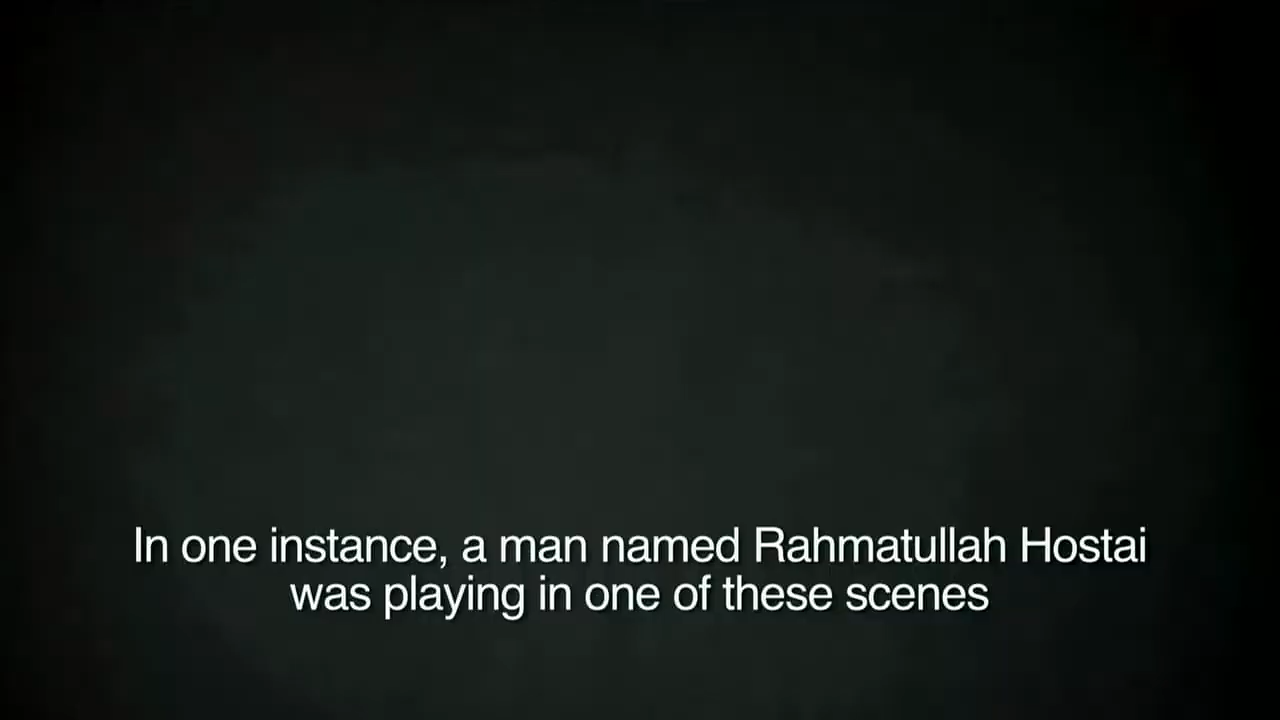 In one instance, a man named Rahmatullah Hostai
was playing in one of these scenes